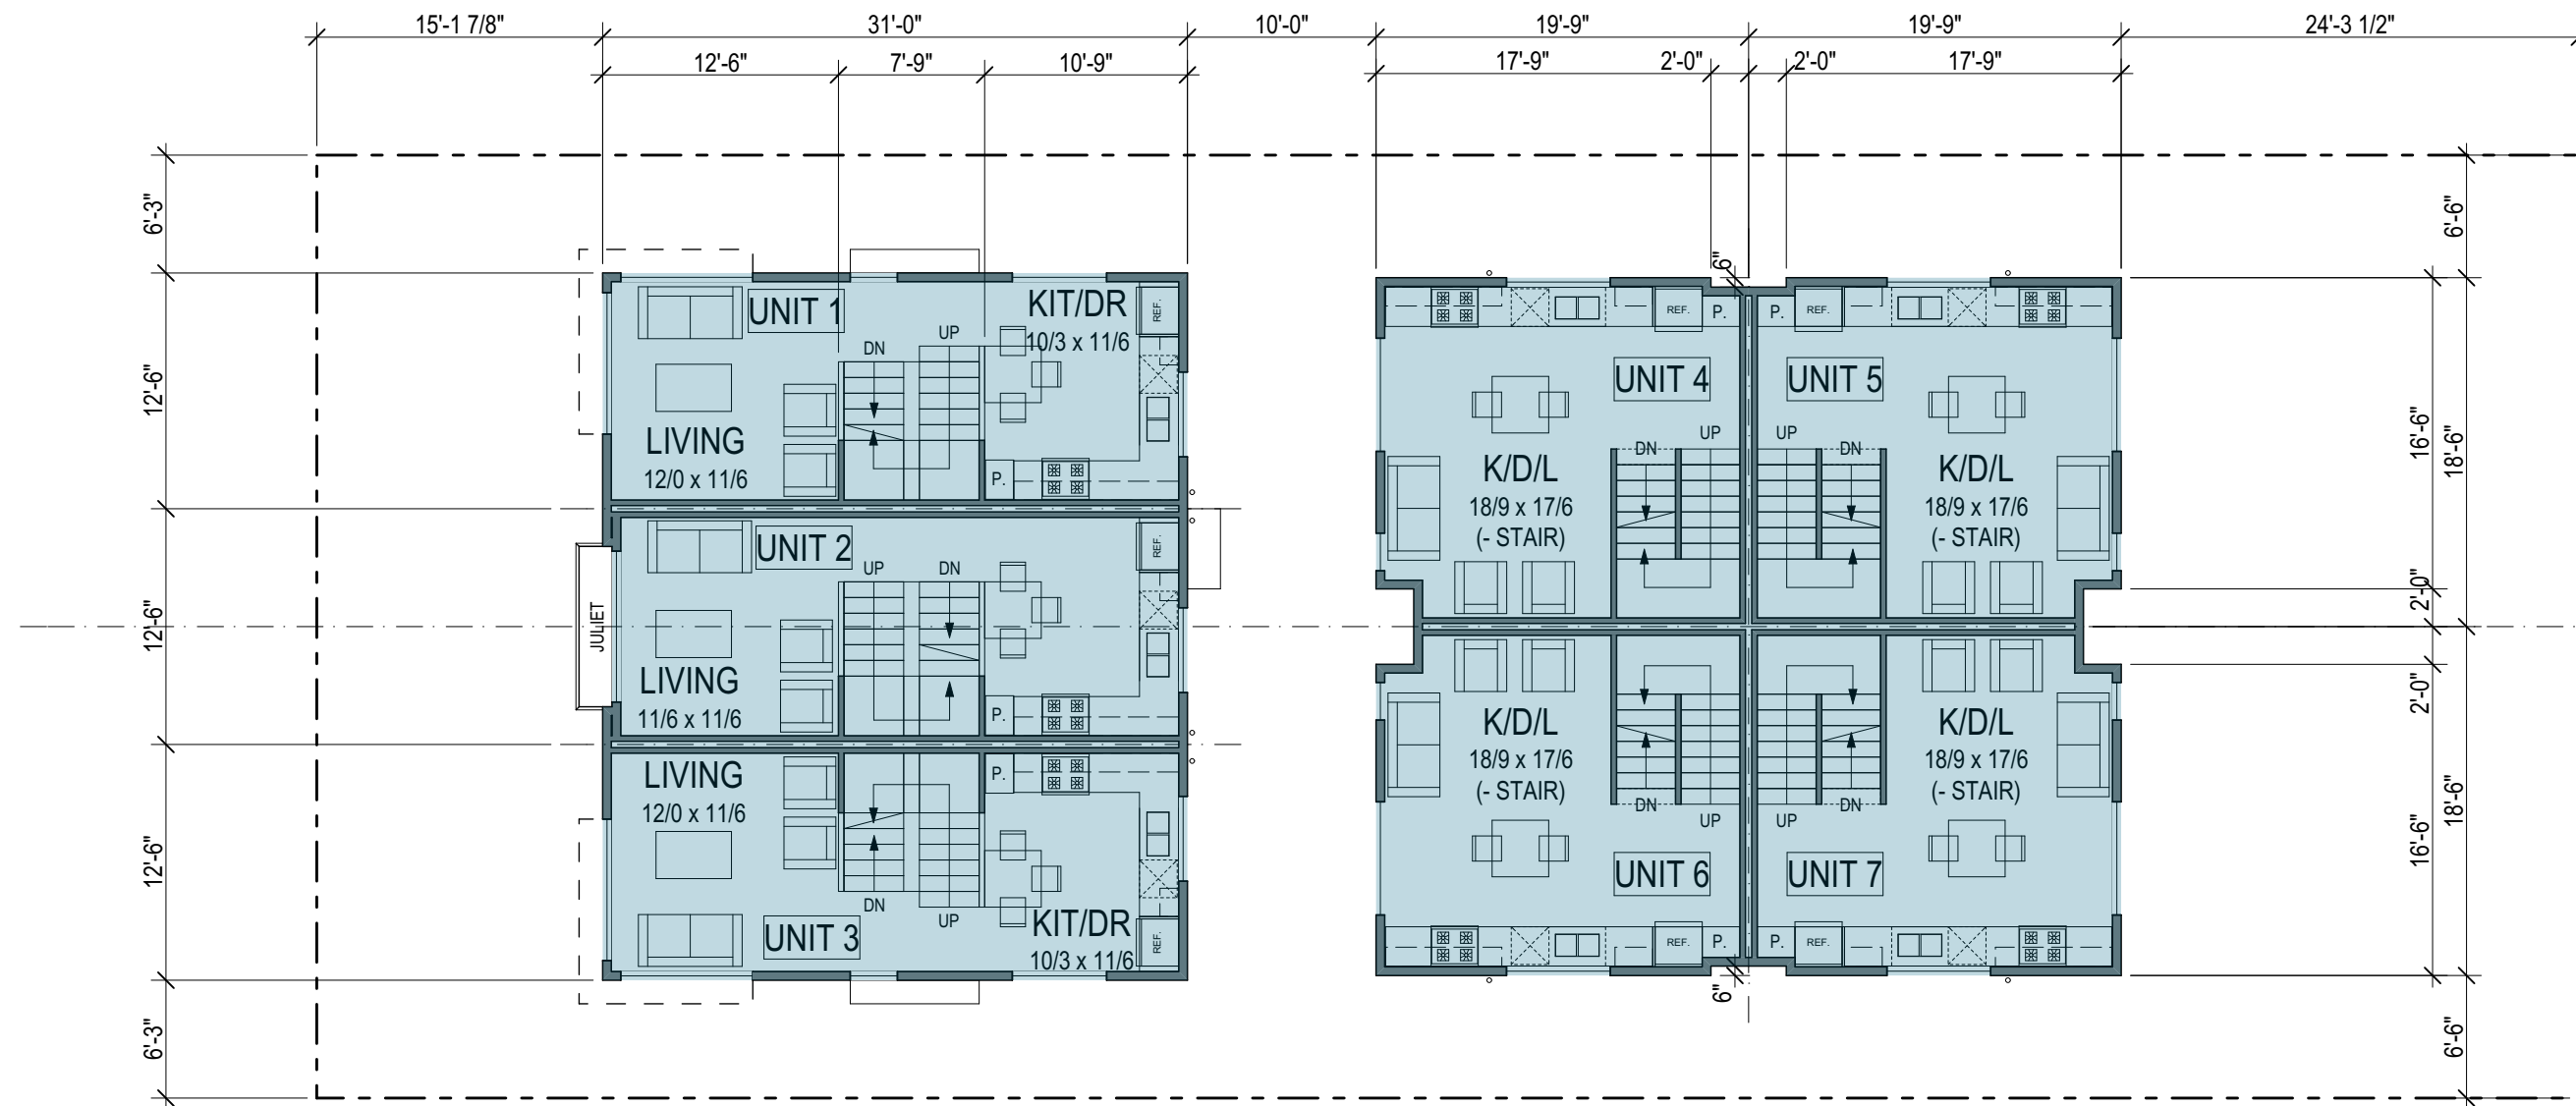 15'-1 7/8" 31'-0" 10'-0" 19'-9" 19'-9" 24'-3 1/2"
12'-6" 7'-9" 10'-9" 17'-9" 2'-0" 2'-0" 17'-9"
6'-3" 6'-6"
6"
UNIT 1 KIT/DR REF. REF. P. P. REF.
10/3 x 11/6
DN UP
UNIT 4 UNIT 5
12'-6" 16'-6" 18'-6"
LIVING UP UP
12/0 x 11/6 P. DN DN
K/D/L K/D/L
18/9 x 17/6 18/9 x 17/6
(- STAIR) (- STAIR)
UNIT 2 REF.
UP DN
2'-0"
12'-6" JULIET
LIVING
11/6 x 11/6 P. 2'-0"
K/D/L K/D/L
18/9 x 17/6 18/9 x 17/6
(- STAIR) (- STAIR)
LIVING P.
12/0 x 11/6 DN DN
UP UP
12'-6" 16'-6" 18'-6"
UNIT 6 UNIT 7
DN UP
UNIT 3 KIT/DR REF. REF. P. P. REF.
10/3 x 11/6
6"
6'-3" 6'-6"